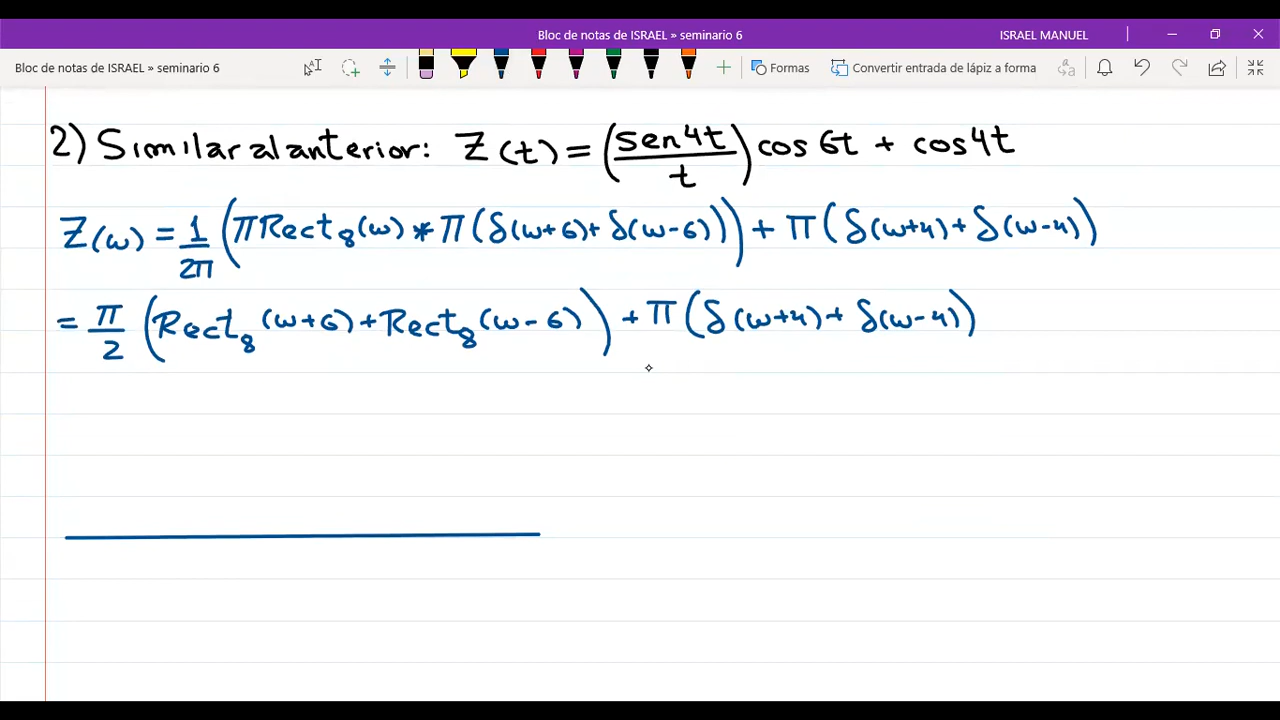 Bloc de notas de ISRAEL » seminario 6
ISRAEL MANUEL
Bloc de notas de ISRAEL » seminario 6 Formas Convertir entrada de lápiz a forma
2) Similar al anterior: Z(t) = (sen4t/t) cos 6t + cos4t
Z(ω) = 1/2π (π Rect₈(ω) * π(δ(ω+6)+δ(ω-6))) + π(δ(ω+4)+δ(ω-4))
= π/2 (Rect₈(ω+6)+Rect₈(ω-6)) + π(δ(ω+4)+δ(ω-4))